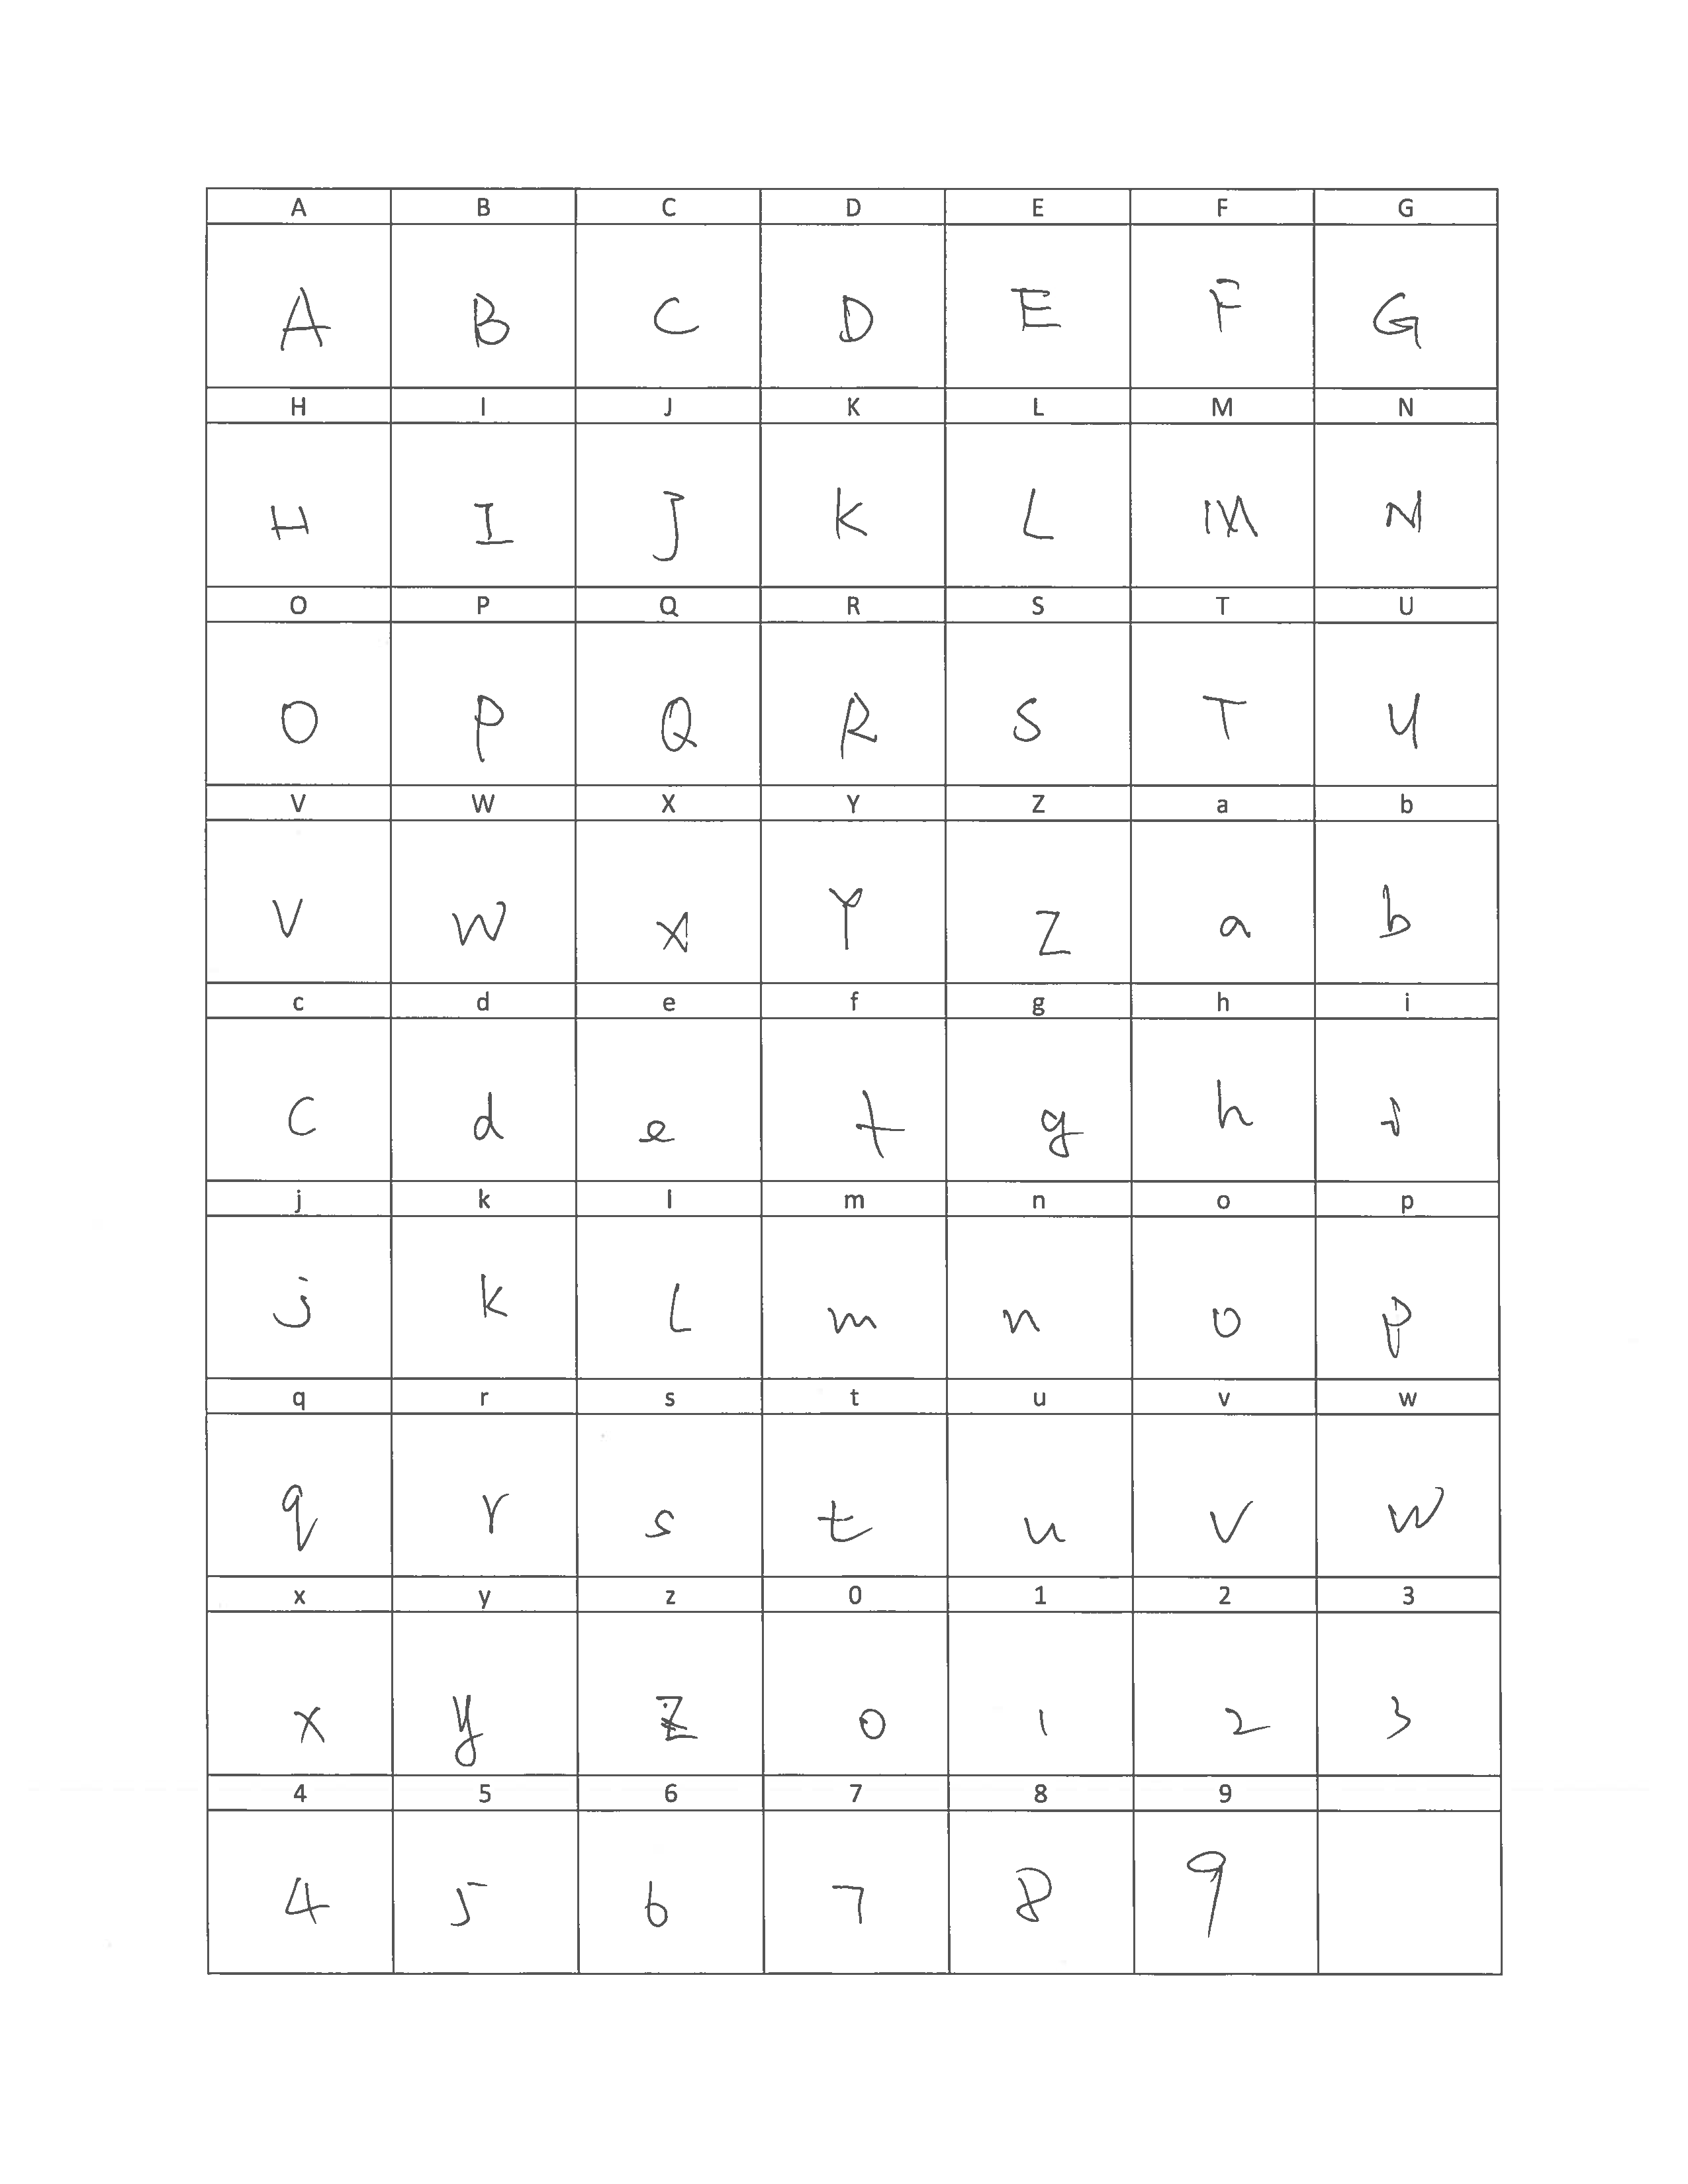 A B C D E F G
A B C D E F G
H I J K L M N
H I J K L M N
O P Q R S T U
O P Q R S T U
V W X Y Z a b
V W X Y Z a b
c d e f g h i
c d e f g h i
j k l m n o p
j k l m n o p
q r s t u v w
q r s t u v w
x y z 0 1 2 3
x y z 0 1 2 3
4 5 6 7 8 9
4 5 6 7 8 9